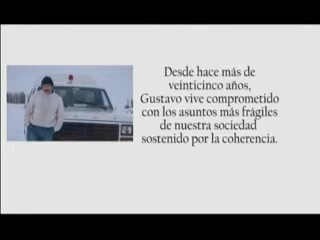 Desde hace más de
veinticinco años,
Gustavo vive comprometido
con los asuntos más frágiles
de nuestra sociedad
sostenido por la coherencia.